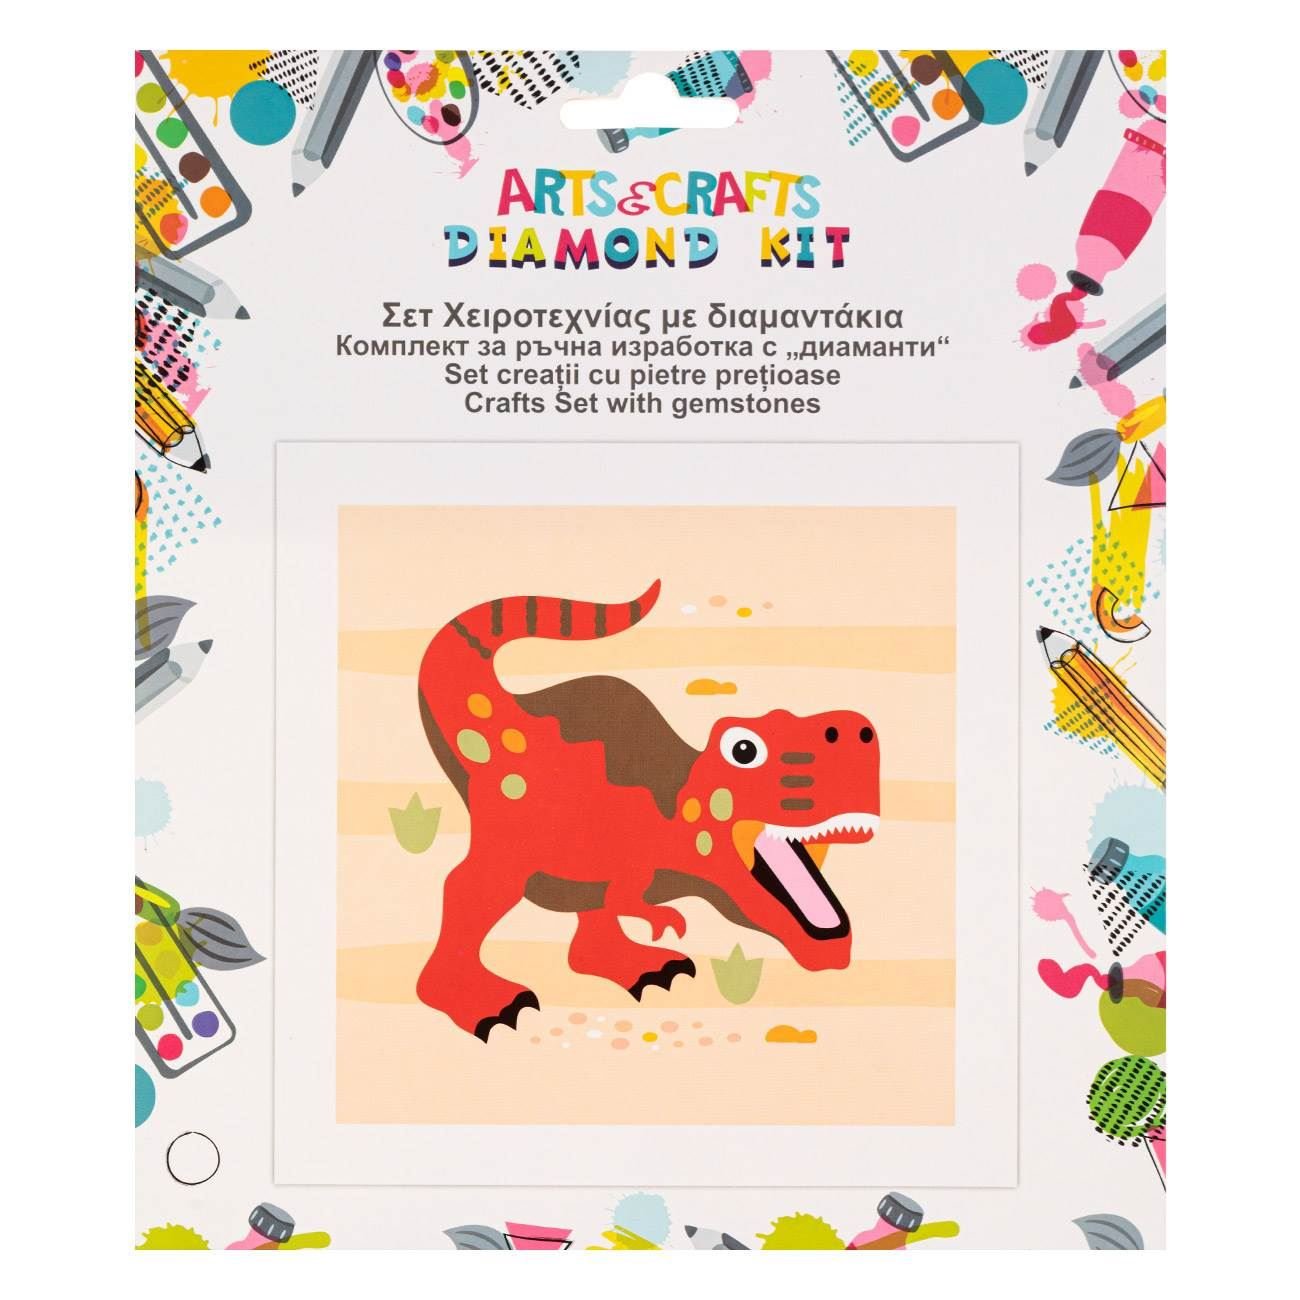 ARTS&CRAFTS
DIAMOND KIT
Σετ Χειροτεχνίας με διαμαντάκια
Комплект за ръчна изработка с „диаманти“
Set creații cu pietre prețioase
Crafts Set with gemstones